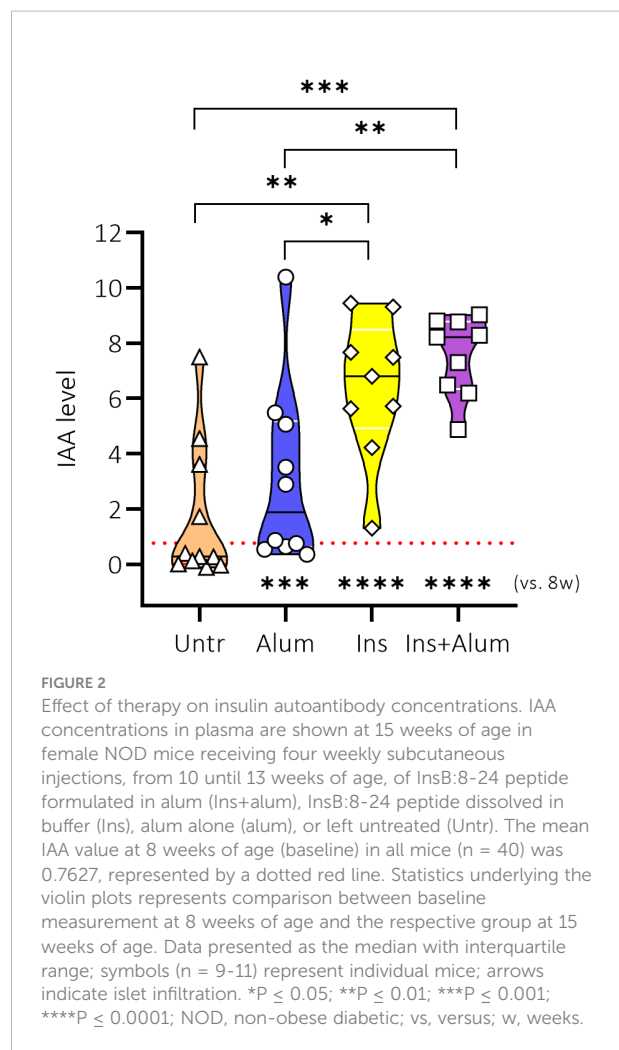 ***
**
**
*
12
10
8
6
4
2
0
IAA level
*** **** **** (vs. 8w)
Untr Alum Ins Ins+Alum
FIGURE 2
Effect of therapy on insulin autoantibody concentrations. IAA
concentrations in plasma are shown at 15 weeks of age in
female NOD mice receiving four weekly subcutaneous
injections, from 10 until 13 weeks of age, of InsB:8-24 peptide
formulated in alum (Ins+alum), InsB:8-24 peptide dissolved in
buffer (Ins), alum alone (alum), or left untreated (Untr). The mean
IAA value at 8 weeks of age (baseline) in all mice (n = 40) was
0.7627, represented by a dotted red line. Statistics underlying the
violin plots represents comparison between baseline
measurement at 8 weeks of age and the respective group at 15
weeks of age. Data presented as the median with interquartile
range; symbols (n = 9-11) represent individual mice; arrows
indicate islet infiltration. *P ≤ 0.05; **P ≤ 0.01; ***P ≤ 0.001;
****P ≤ 0.0001; NOD, non-obese diabetic; vs, versus; w, weeks.